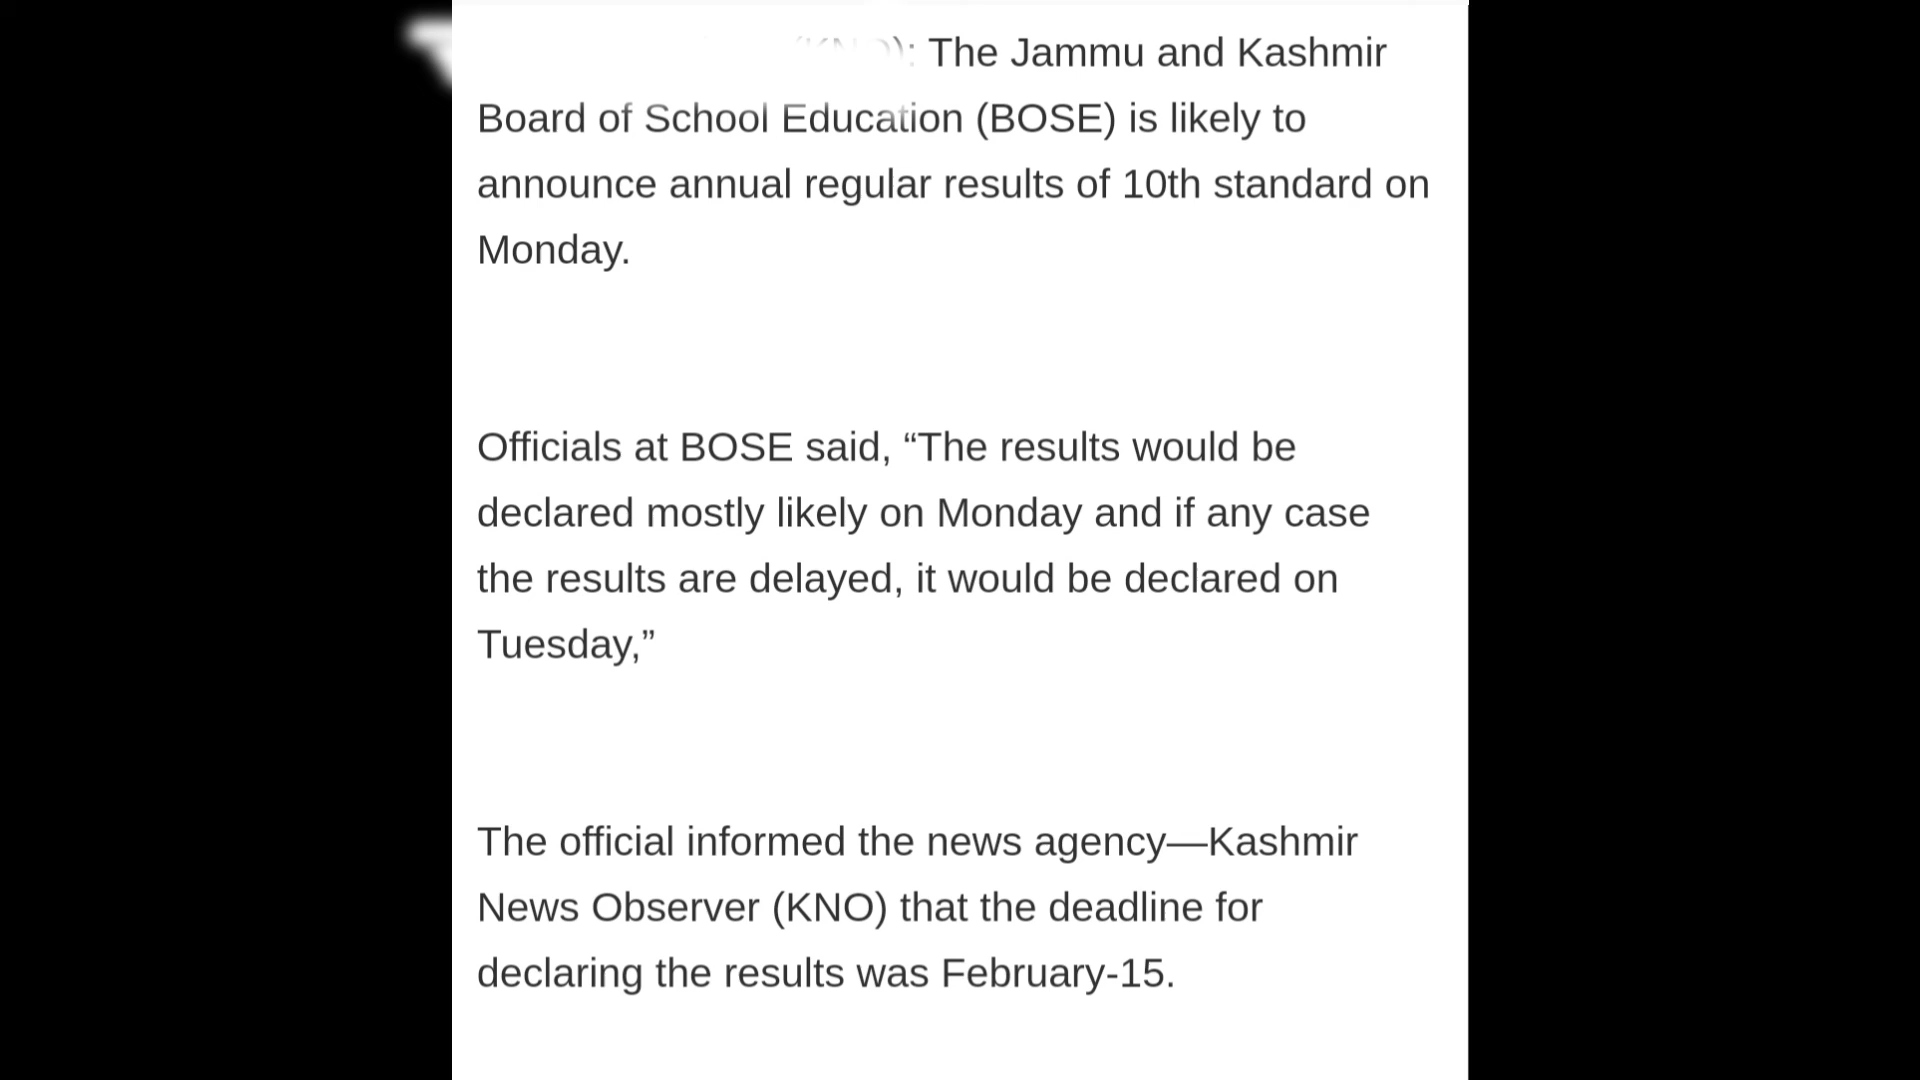 : The Jammu and Kashmir
Board of School Education (BOSE) is likely to
announce annual regular results of 10th standard on
Monday.
Officials at BOSE said, “The results would be
declared mostly likely on Monday and if any case
the results are delayed, it would be declared on
Tuesday,”
The official informed the news agency—Kashmir
News Observer (KNO) that the deadline for
declaring the results was February-15.